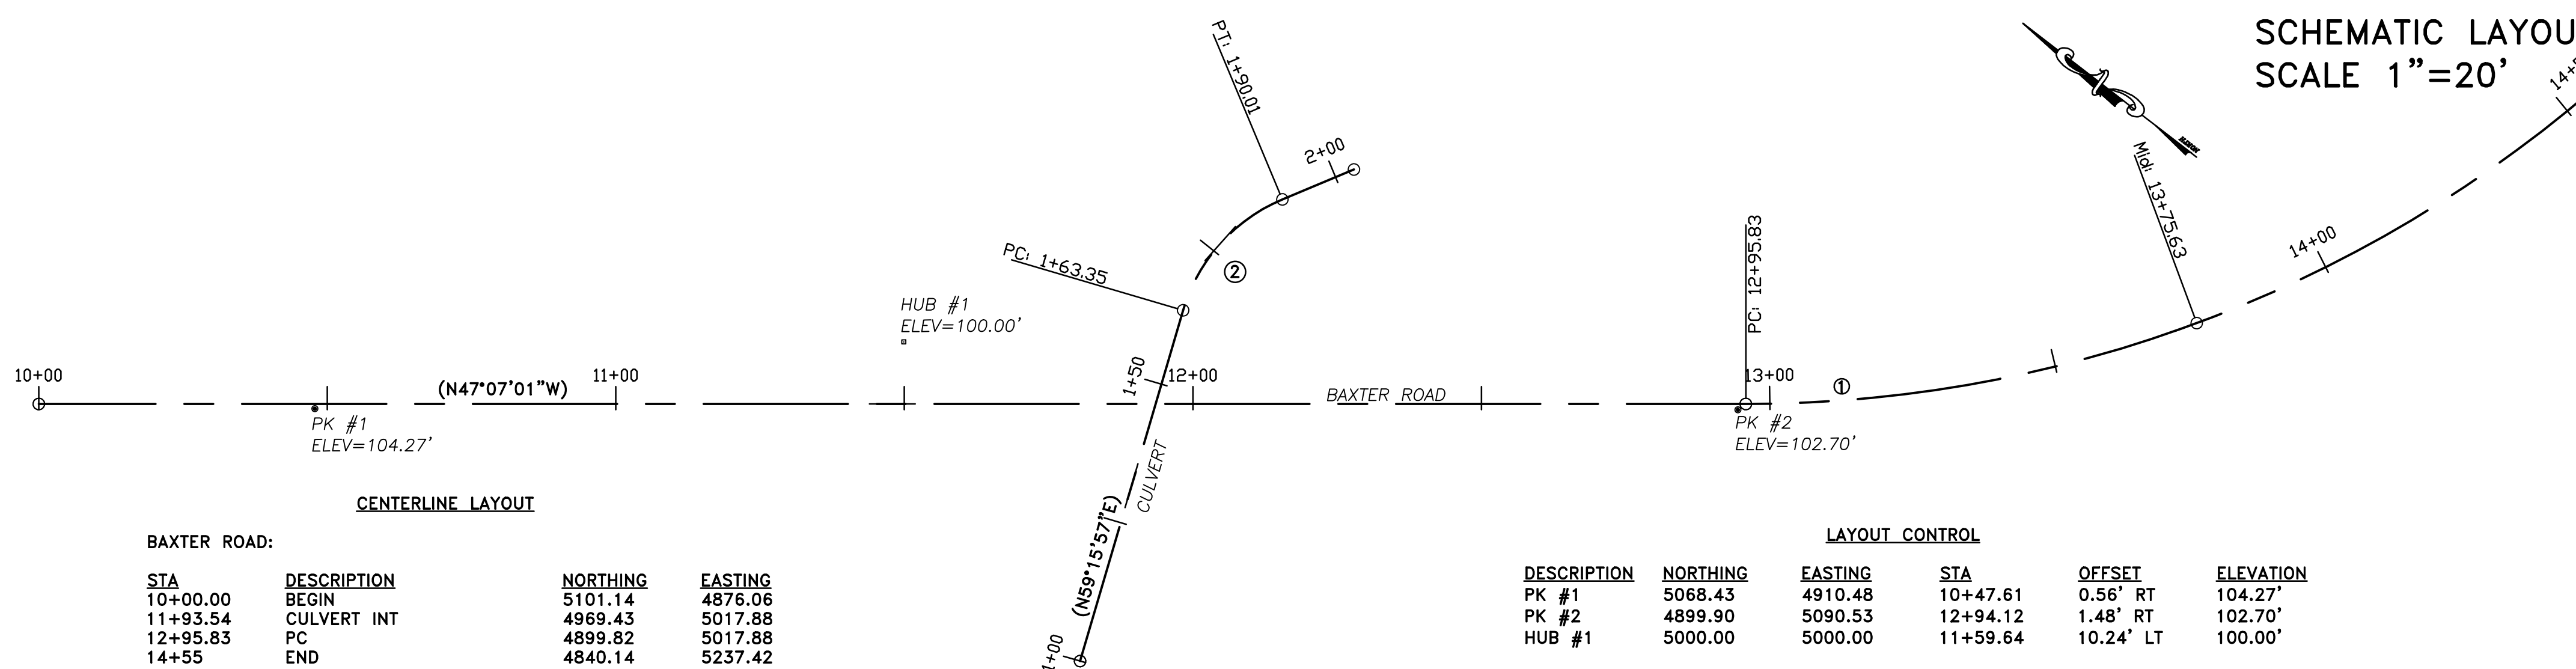 SCHEMATIC LAYOU
SCALE 1"=20'
PT: 1+90.01
2+00
PC: 1+63.35
②
HUB #1
ELEV=100.00'
Mid: 13+75.63
14+00
PC: 12+95.83
10+00
(N47°07'01"W)
11+00
1+50
12+00
BAXTER ROAD
13+00
①
PK #1
ELEV=104.27'
PK #2
ELEV=102.70'
CULVERT
(N59°15'57"E)
1+00
CENTERLINE LAYOUT
BAXTER ROAD:
STA DESCRIPTION NORTHING EASTING
10+00.00 BEGIN 5101.14 4876.06
11+93.54 CULVERT INT 4969.43 5017.88
12+95.83 PC 4899.82 5017.88
14+55 END 4840.14 5237.42
LAYOUT CONTROL
DESCRIPTION NORTHING EASTING STA OFFSET ELEVATION
PK #1 5068.43 4910.48 10+47.61 0.56' RT 104.27'
PK #2 4899.90 5090.53 12+94.12 1.48' RT 102.70'
HUB #1 5000.00 5000.00 11+59.64 10.24' LT 100.00'